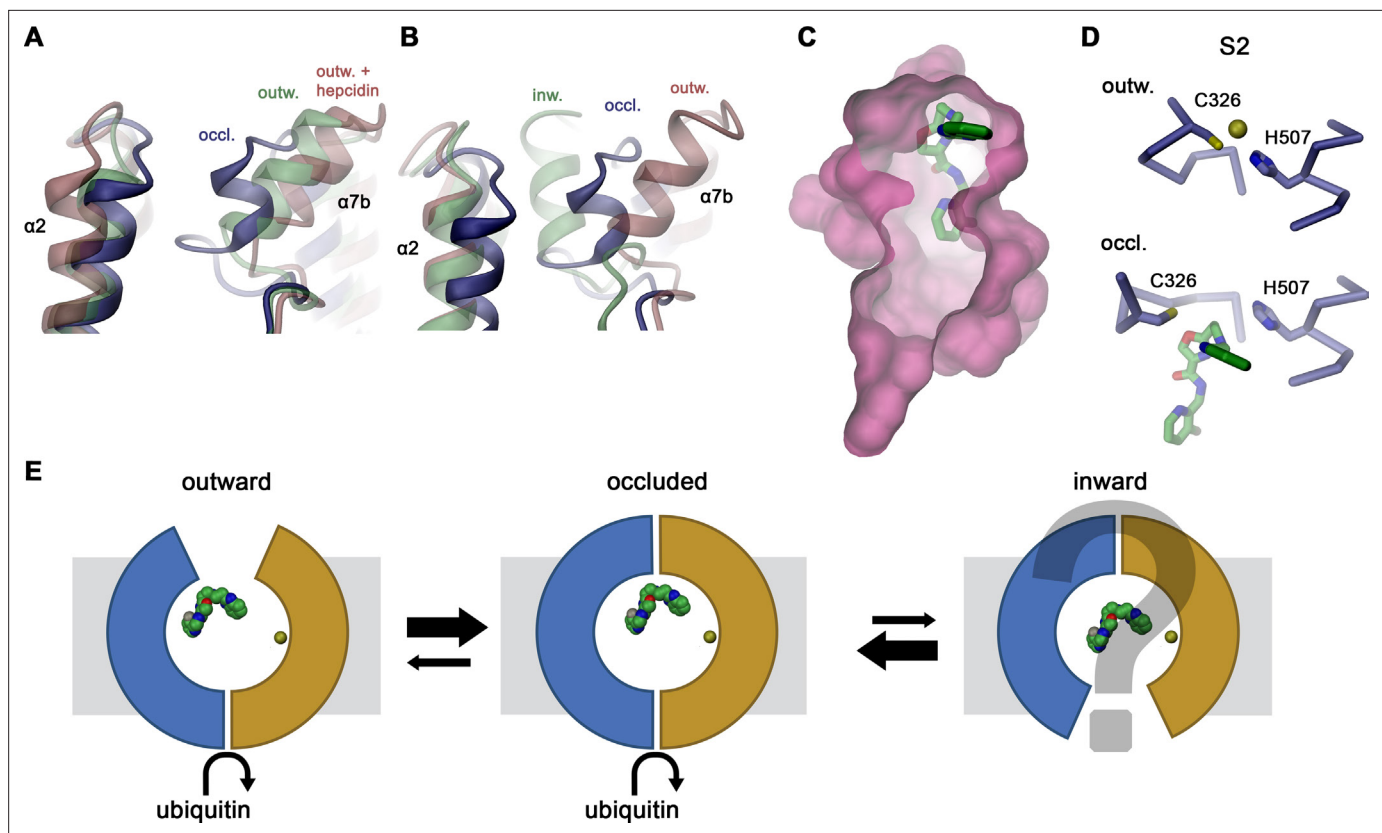 A
outw. +
hepcidin
outw.
occl.
α2
α7b
B
inw.
occl.
outw.
α2
α7b
C
D
S2
outw.
C326
H507
occl.
C326
H507
E
outward
occluded
inward
?
ubiquitin
ubiquitin